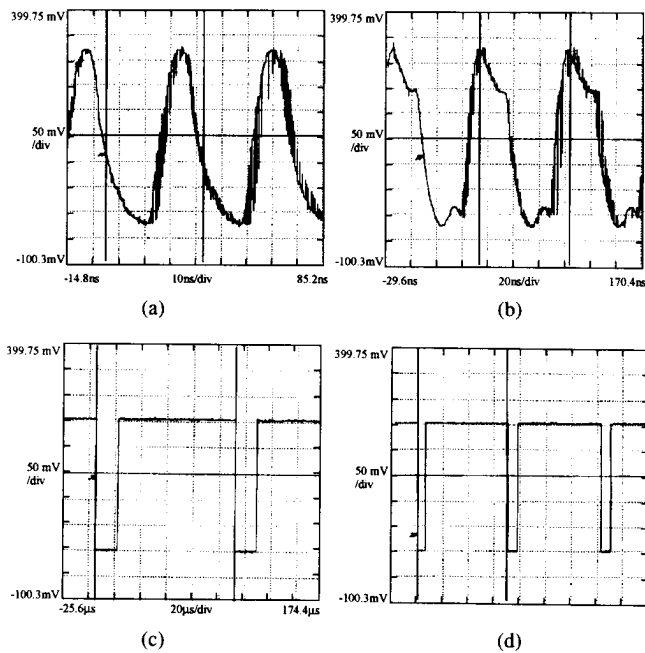 399.75 mV
50 mV
/div
-100.3mV
-14.8ns
10ns/div
85.2ns
(a)
399.75 mV
50 mV
/div
-100.3mV
-29.6ns
20ns/div
170.4ns
(b)
399.75 mV
50 mV
/div
-100.3mV
-25.6µs
20µs/div
174.4µs
(c)
399.75 mV
50 mV
/div
-100.3mV
(d)